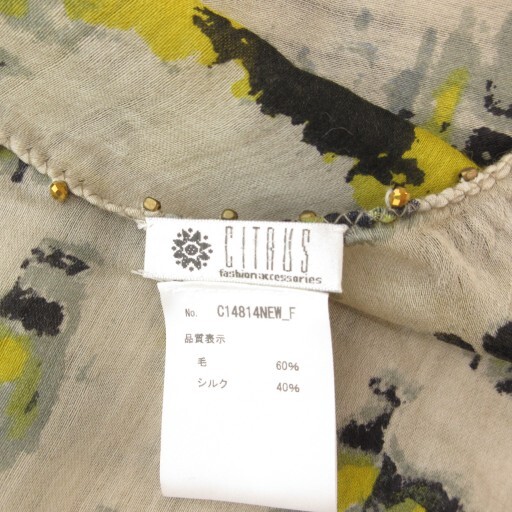 CITRUS
fashion accessories
No. C14814NEW_F
品質表示
毛 60%
シルク 40%